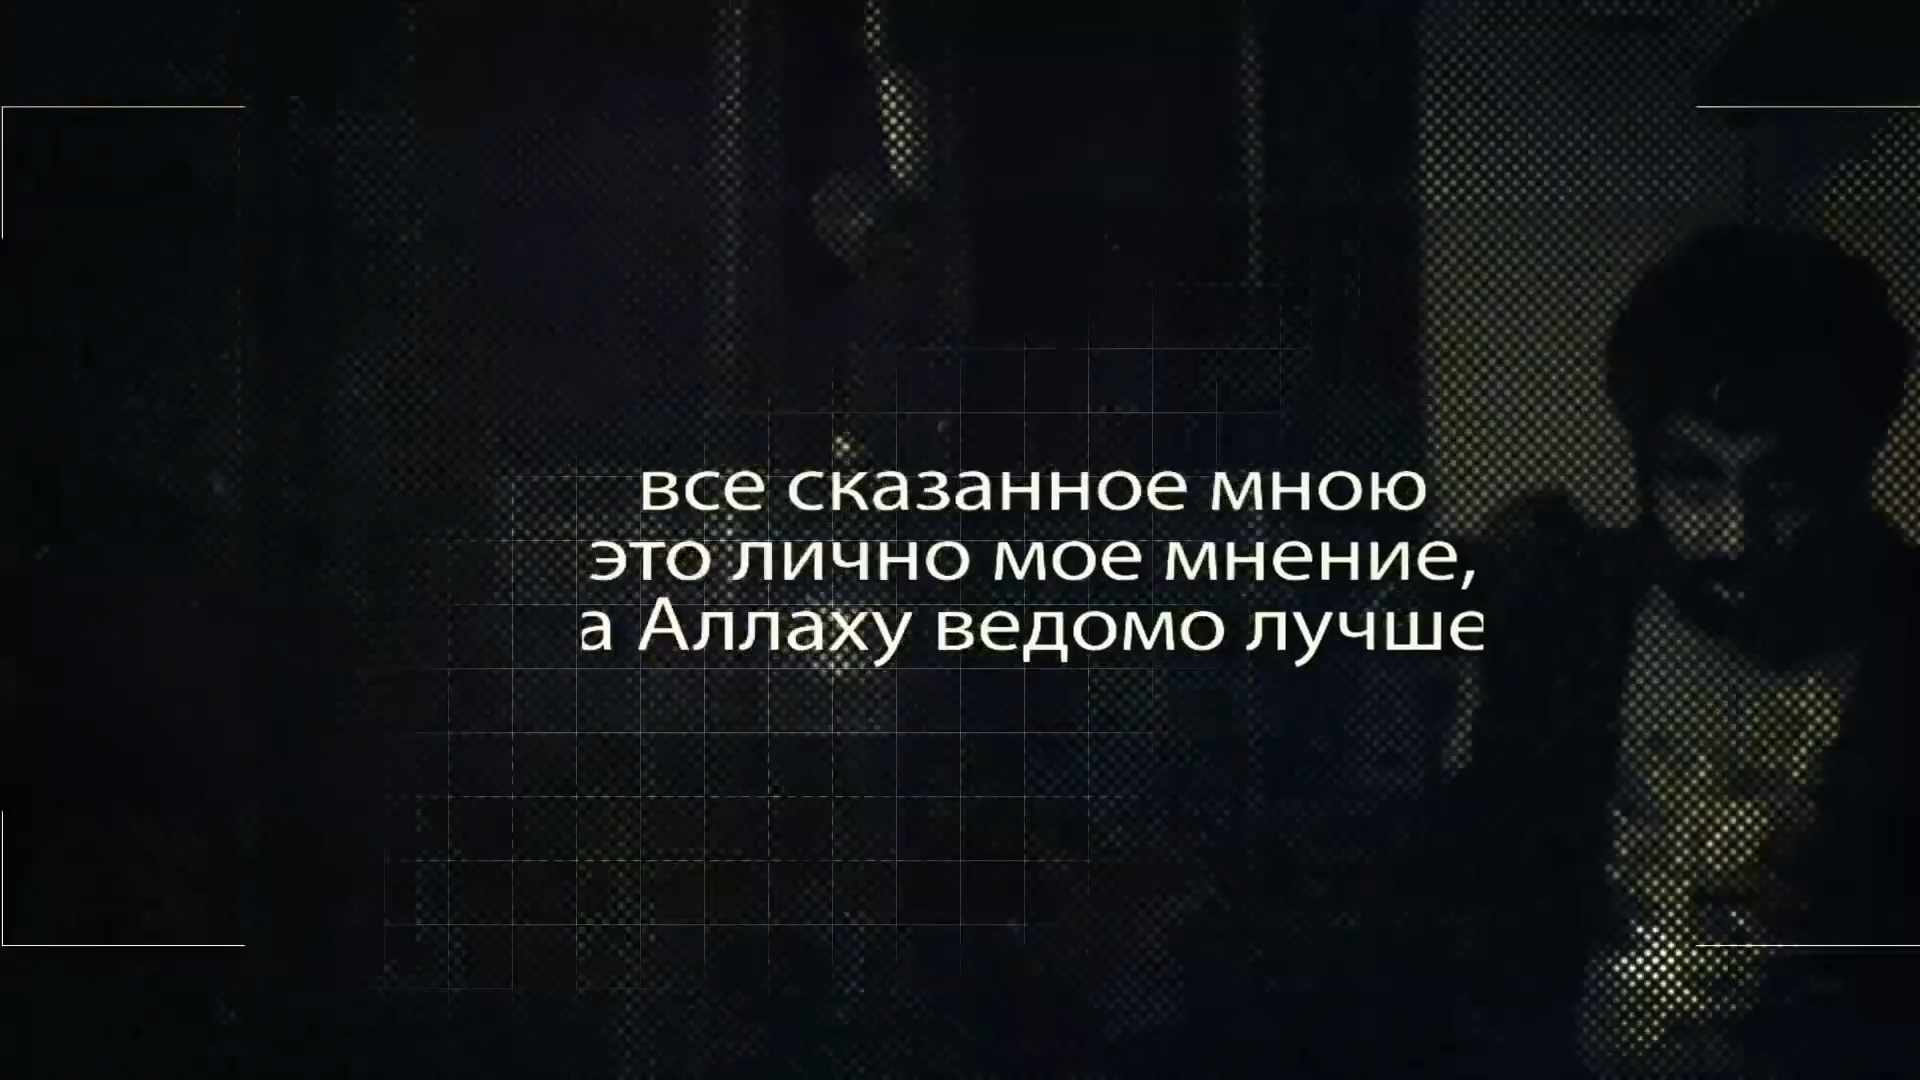 все сказанное мною
это лично мое мнение,
а Аллаху ведомо лучше